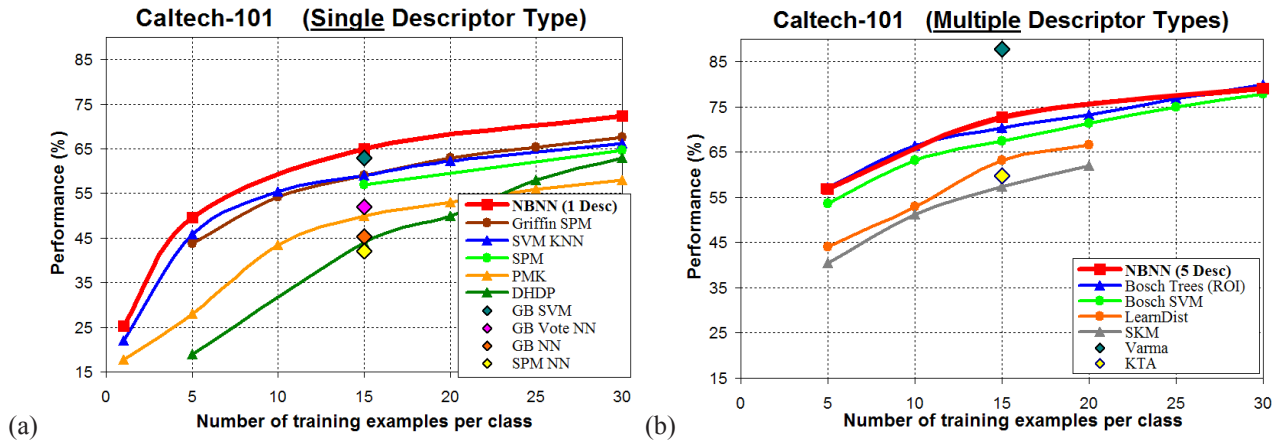 Caltech-101 (Single Descriptor Type)
Performance (%)
85
75
65
55
45
35
25
15
0 5 10 15 20 25 30
Number of training examples per class
NBNN (1 Desc)
Griffin SPM
SVM KNN
SPM
PMK
DHDP
GB SVM
GB Vote NN
GB NN
SPM NN
(a)
Caltech-101 (Multiple Descriptor Types)
Performance (%)
85
75
65
55
45
35
25
15
0 5 10 15 20 25 30
Number of training examples per class
NBNN (5 Desc)
Bosch Trees (ROI)
Bosch SVM
LearnDist
SKM
Varma
KTA
(b)